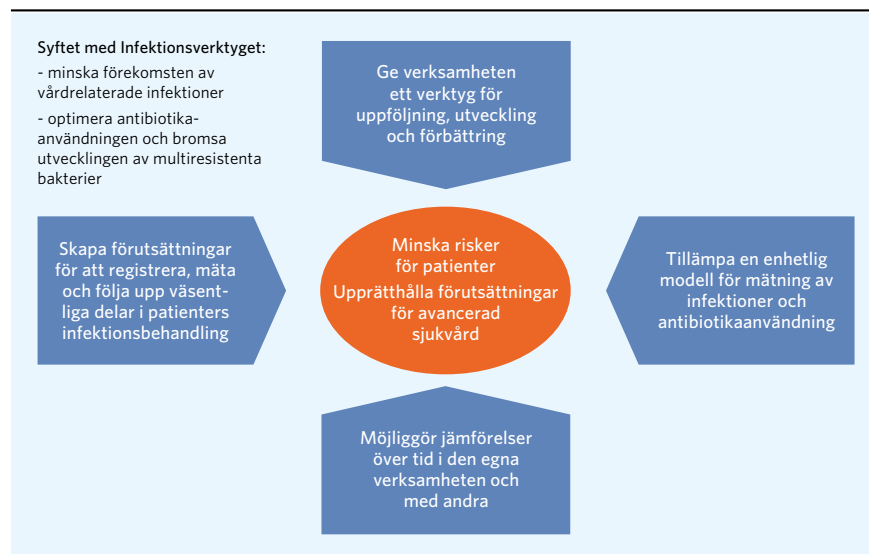 Syftet med Infektionsverktyget:
- minska förekomsten av
vårdrelaterade infektioner
- optimera antibiotika-
användningen och bromsa
utvecklingen av multiresistenta
bakterier
Ge verksamheten
ett verktyg för
uppföljning, utveckling
och förbättring
Skapa förutsättningar
för att registrera, mäta
och följa upp väsent-
liga delar i patienters
infektionsbehandling
Minska risker
för patienter
Upprätthålla förutsättningar
för avancerad
sjukvård
Tillämpa en enhetlig
modell för mätning av
infektioner och
antibiotikaanvändning
Möjliggör jämförelser
över tid i den egna
verksamheten och
med andra